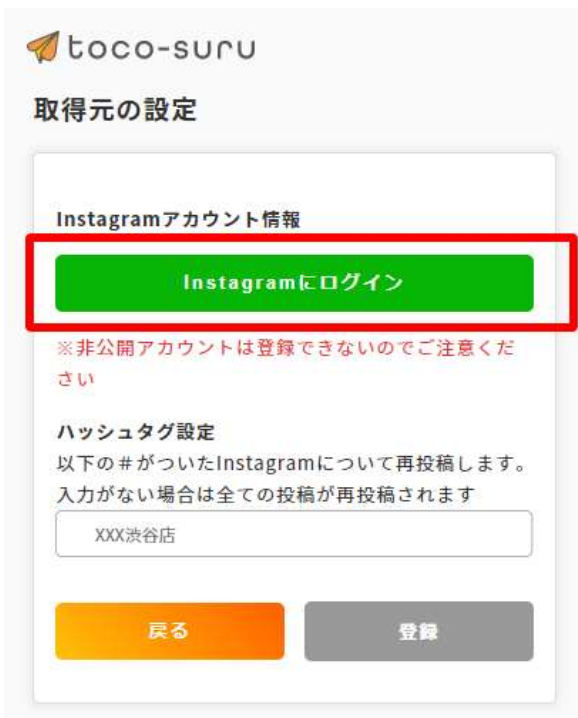 toco-suru
取得元の設定
Instagramアカウント情報
Instagramにログイン
※非公開アカウントは登録できないのでご注意くだ
さい
ハッシュタグ設定
以下の＃がついたInstagramについて再投稿します。
入力がない場合は全ての投稿が再投稿されます
XXX渋谷店
戻る
登録